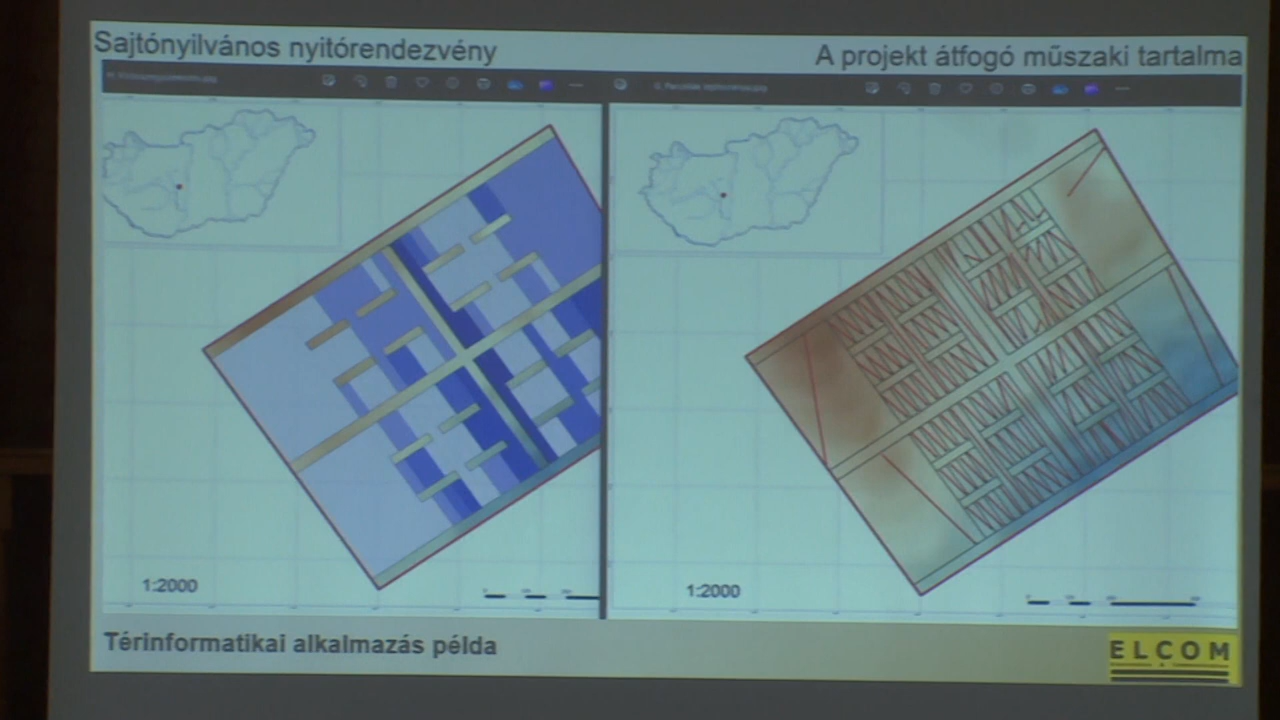 Sajtónyilvános nyitórendezvény
A projekt átfogó műszaki tartalma
1:2000
1:2000
Térinformatikai alkalmazás példa
ELCOM